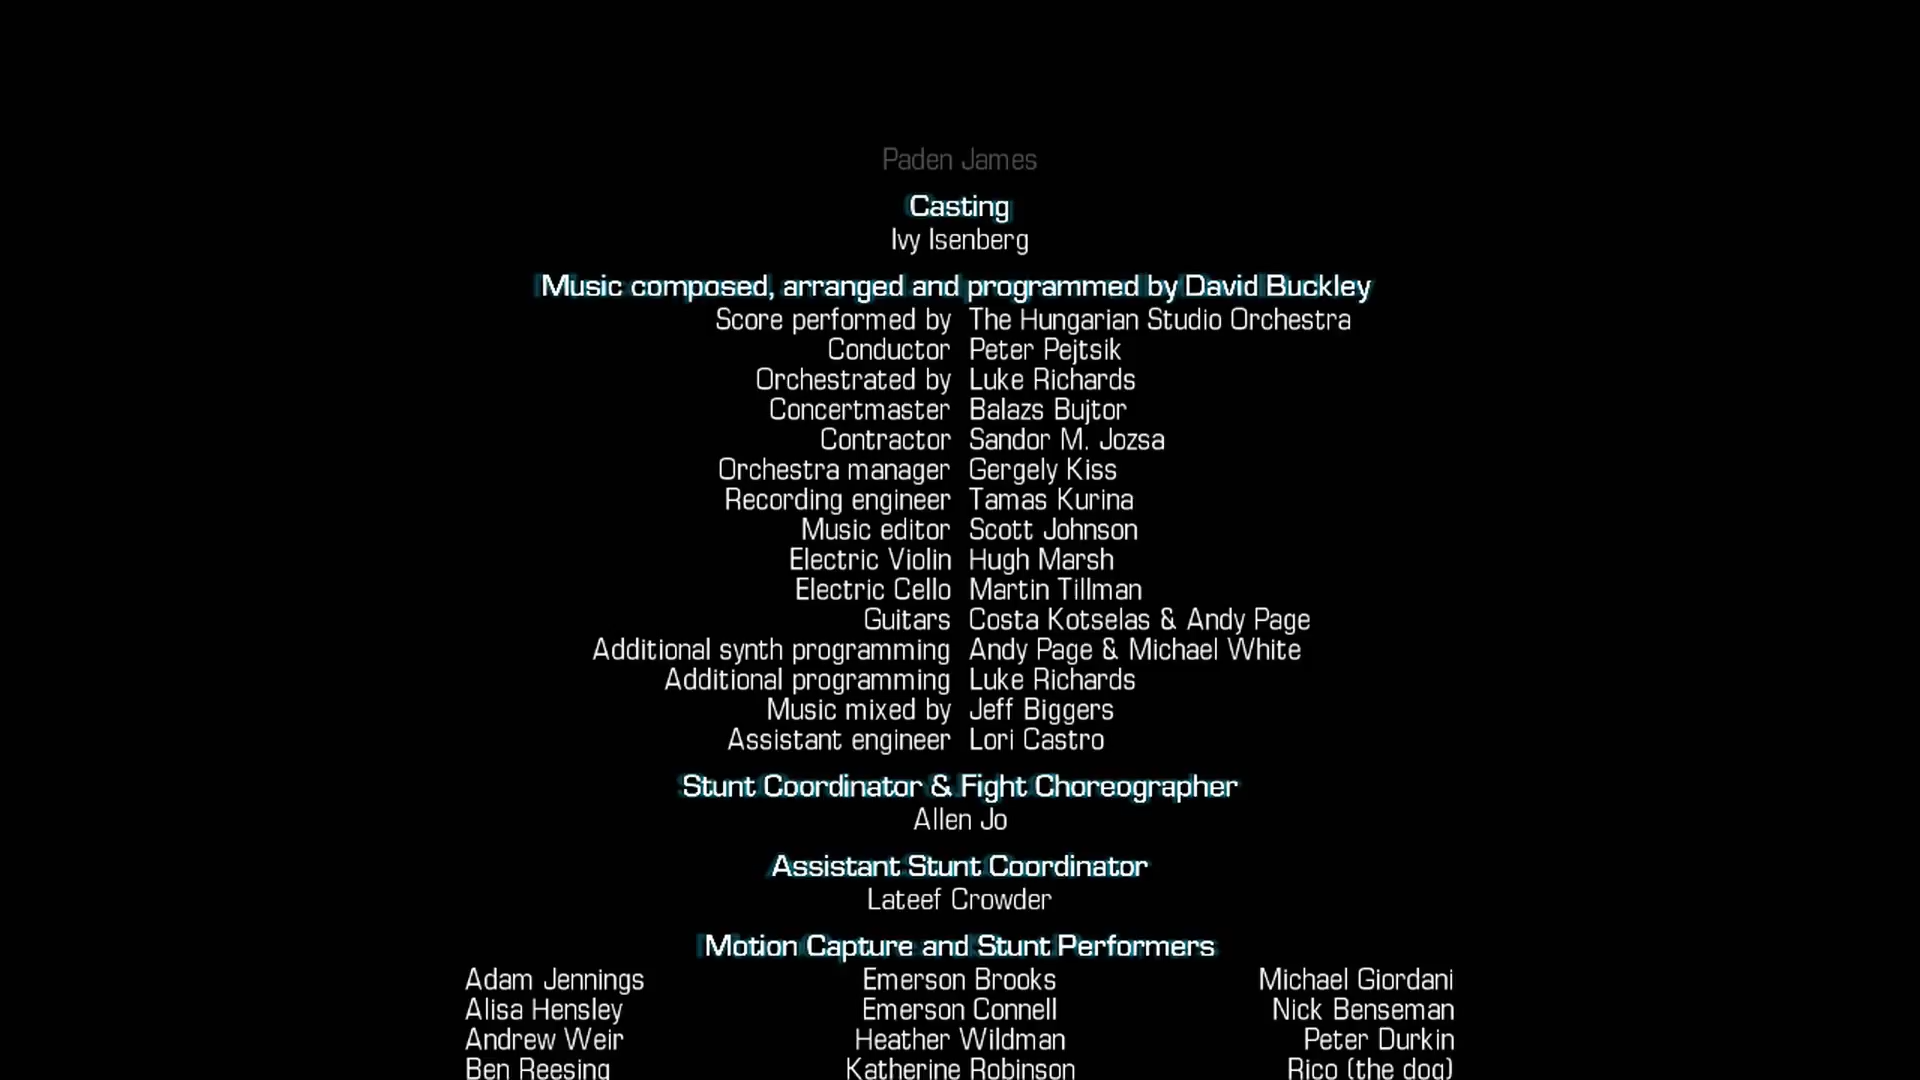 Paden James
Casting
Ivy Isenberg
Music composed, arranged and programmed by David Buckley
Score performed by The Hungarian Studio Orchestra
Conductor Peter Pejtsik
Orchestrated by Luke Richards
Concertmaster Balazs Bujtor
Contractor Sandor M. Jozsa
Orchestra manager Gergely Kiss
Recording engineer Tamas Kurina
Music editor Scott Johnson
Electric Violin Hugh Marsh
Electric Cello Martin Tillman
Guitars Costa Kotselas & Andy Page
Additional synth programming Andy Page & Michael White
Additional programming Luke Richards
Music mixed by Jeff Biggers
Assistant engineer Lori Castro
Stunt Coordinator & Fight Choreographer
Allen Jo
Assistant Stunt Coordinator
Lateef Crowder
Motion Capture and Stunt Performers
Adam Jennings Emerson Brooks Michael Giordani
Alisa Hensley Emerson Connell Nick Benseman
Andrew Weir Heather Wildman Peter Durkin
Ben Reesing Katherine Robinson Rico (the dog)